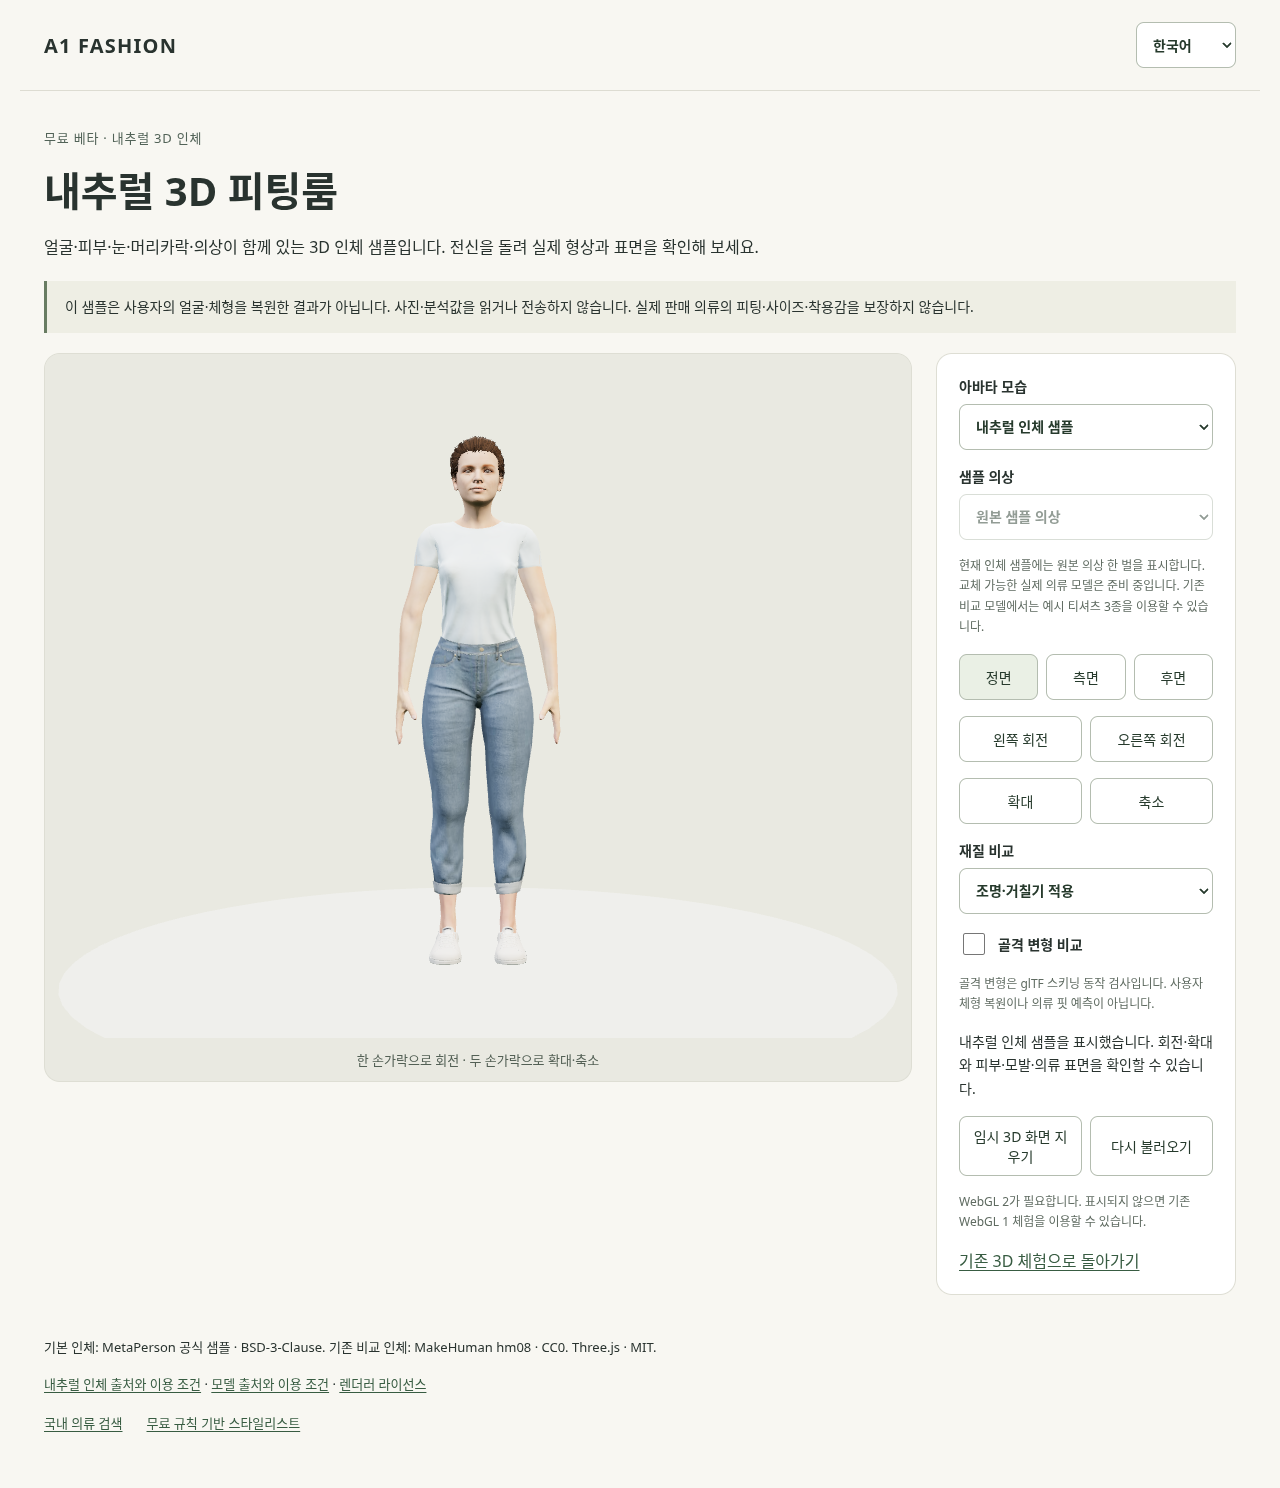 A1 FASHION
한국어
무료 베타 · 내추럴 3D 인체
내추럴 3D 피팅룸
얼굴·피부·눈·머리카락·의상이 함께 있는 3D 인체 샘플입니다. 전신을 돌려 실제 형상과 표면을 확인해 보세요.
이 샘플은 사용자의 얼굴·체형을 복원한 결과가 아닙니다. 사진·분석값을 읽거나 전송하지 않습니다. 실제 판매 의류의 피팅·사이즈·착용감을 보장하지 않습니다.
한 손가락으로 회전 · 두 손가락으로 확대·축소
아바타 모습
내추럴 인체 샘플
샘플 의상
원본 샘플 의상
현재 인체 샘플에는 원본 의상 한 벌을 표시합니다.
교체 가능한 실제 의류 모델은 준비 중입니다. 기존
비교 모델에서는 예시 티셔츠 3종을 이용할 수 있습
니다.
정면 측면 후면
왼쪽 회전 오른쪽 회전
확대 축소
재질 비교
조명·거칠기 적용
골격 변형 비교
골격 변형은 glTF 스키닝 동작 검사입니다. 사용자
체형 복원이나 의류 핏 예측이 아닙니다.
내추럴 인체 샘플을 표시했습니다. 회전·확대
와 피부·모발·의류 표면을 확인할 수 있습니
다.
임시 3D 화면 지
우기
다시 불러오기
WebGL 2가 필요합니다. 표시되지 않으면 기존
WebGL 1 체험을 이용할 수 있습니다.
기존 3D 체험으로 돌아가기
기본 인체: MetaPerson 공식 샘플 · BSD-3-Clause. 기존 비교 인체: MakeHuman hm08 · CC0. Three.js · MIT.
내추럴 인체 출처와 이용 조건 · 모델 출처와 이용 조건 · 렌더러 라이선스
국내 의류 검색 무료 규칙 기반 스타일리스트